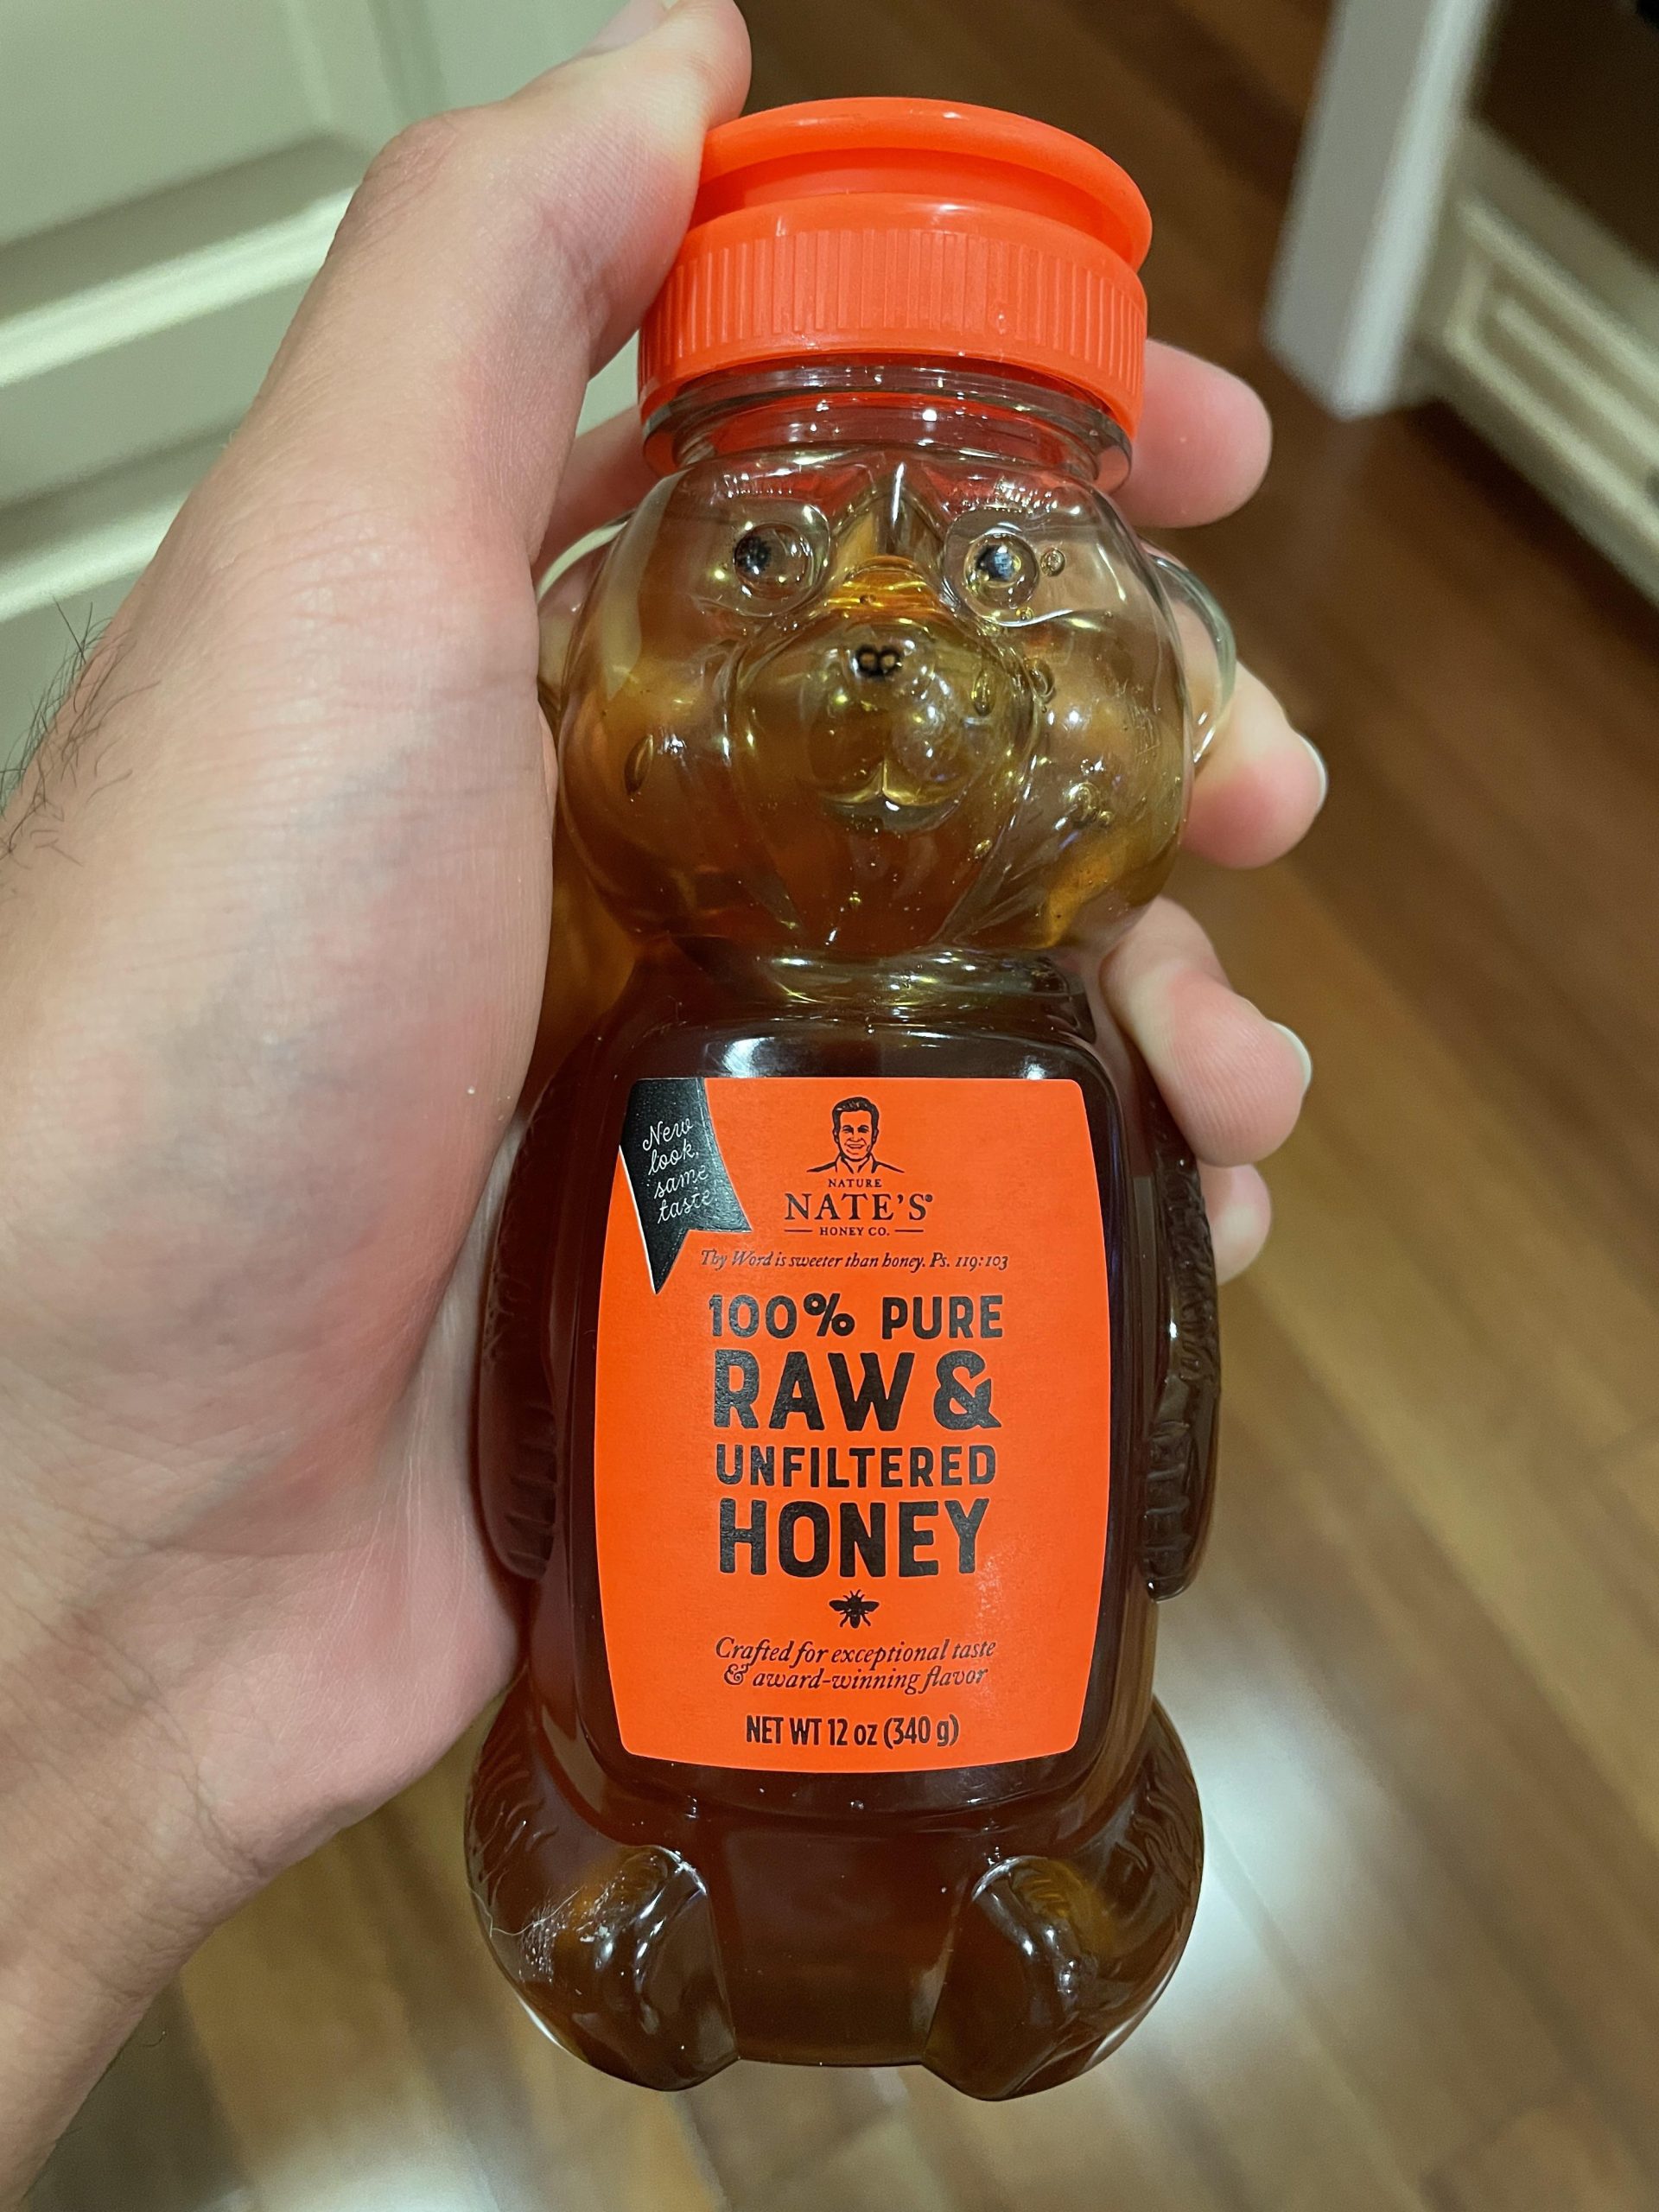 New
look,
same
taste.
NATURE
NATE'S®
HONEY CO.
Thy Word is sweeter than honey. Ps. 119:103
100% PURE
RAW &
UNFILTERED
HONEY
Crafted for exceptional taste
& award-winning flavor
NET WT 12 oz (340 g)